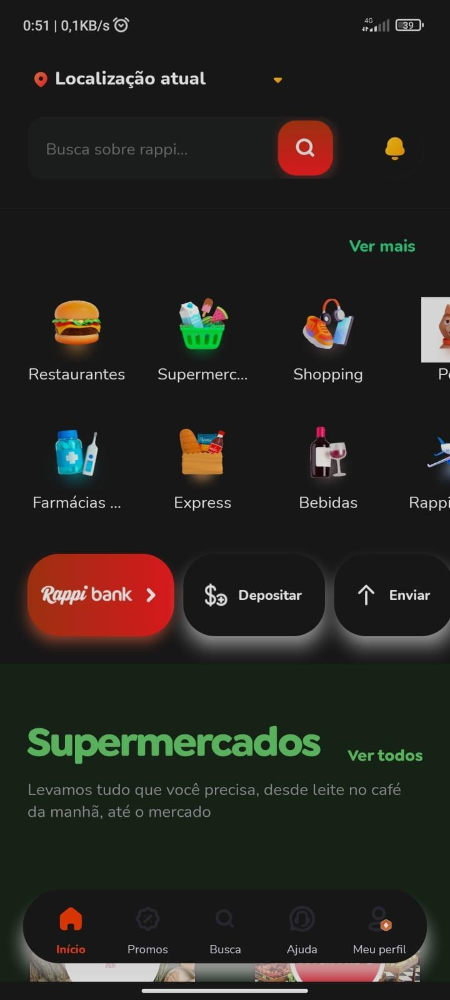 0:51 | 0,1KB/s
4G
39
Localização atual
Busca sobre rappi...
Ver mais
Restaurantes
Supermerc...
Shopping
Farmácias ...
Express
Bebidas
Rappi
Rappi bank
Depositar
Enviar
Supermercados
Ver todos
Levamos tudo que você precisa, desde leite no café
da manhã, até o mercado
Início
Promos
Busca
Ajuda
Meu perfil